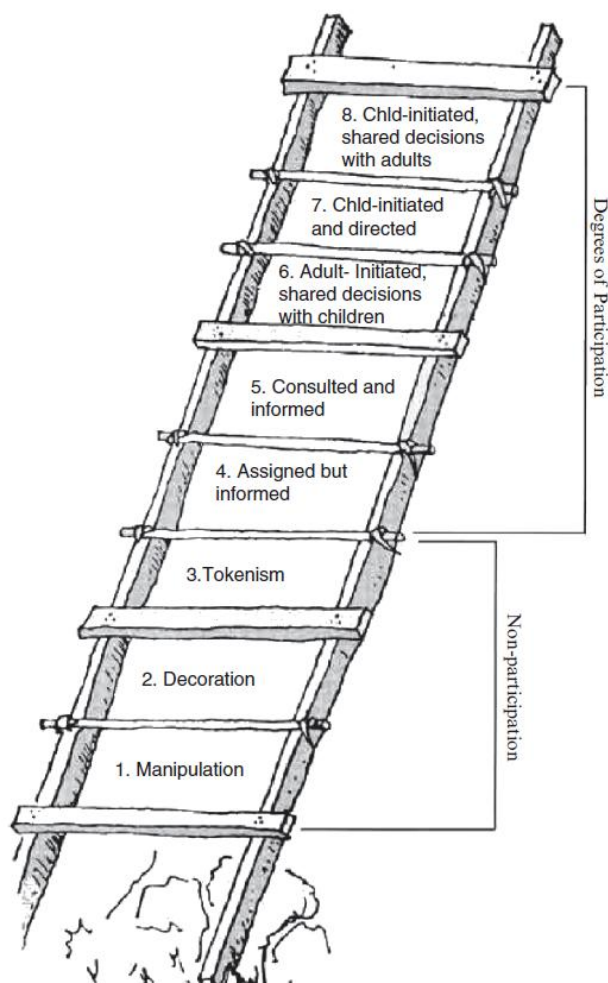 8. Chld-initiated,
shared decisions
with adults
7. Chld-initiated
and directed
6. Adult- Initiated,
shared decisions
with children
5. Consulted and
informed
4. Assigned but
informed
3.Tokenism
2. Decoration
1. Manipulation
Degrees of Participation
Non-participation